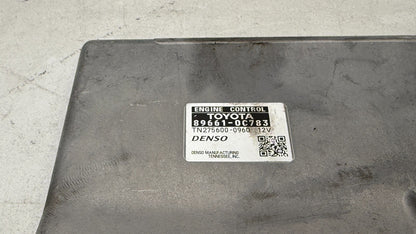 ENGINE CONTROL
TOYOTA
89661-0C783
TN275600-0960 12V
DENSO
DENSO MANUFACTURING
TENNESSEE, INC.